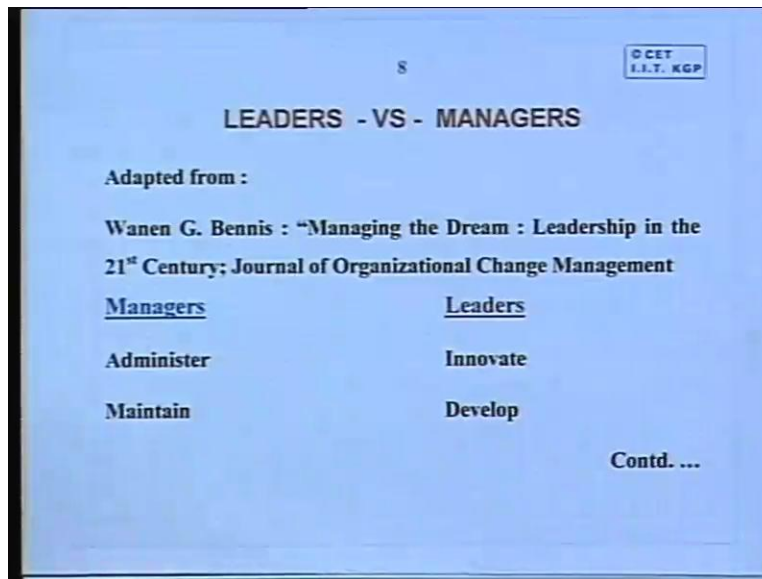 8
© CET
I.I.T. KGP
LEADERS - VS - MANAGERS
Adapted from :
Wanen G. Bennis : “Managing the Dream : Leadership in the
21st Century; Journal of Organizational Change Management
Managers Leaders
Administer Innovate
Maintain Develop
Contd. ...